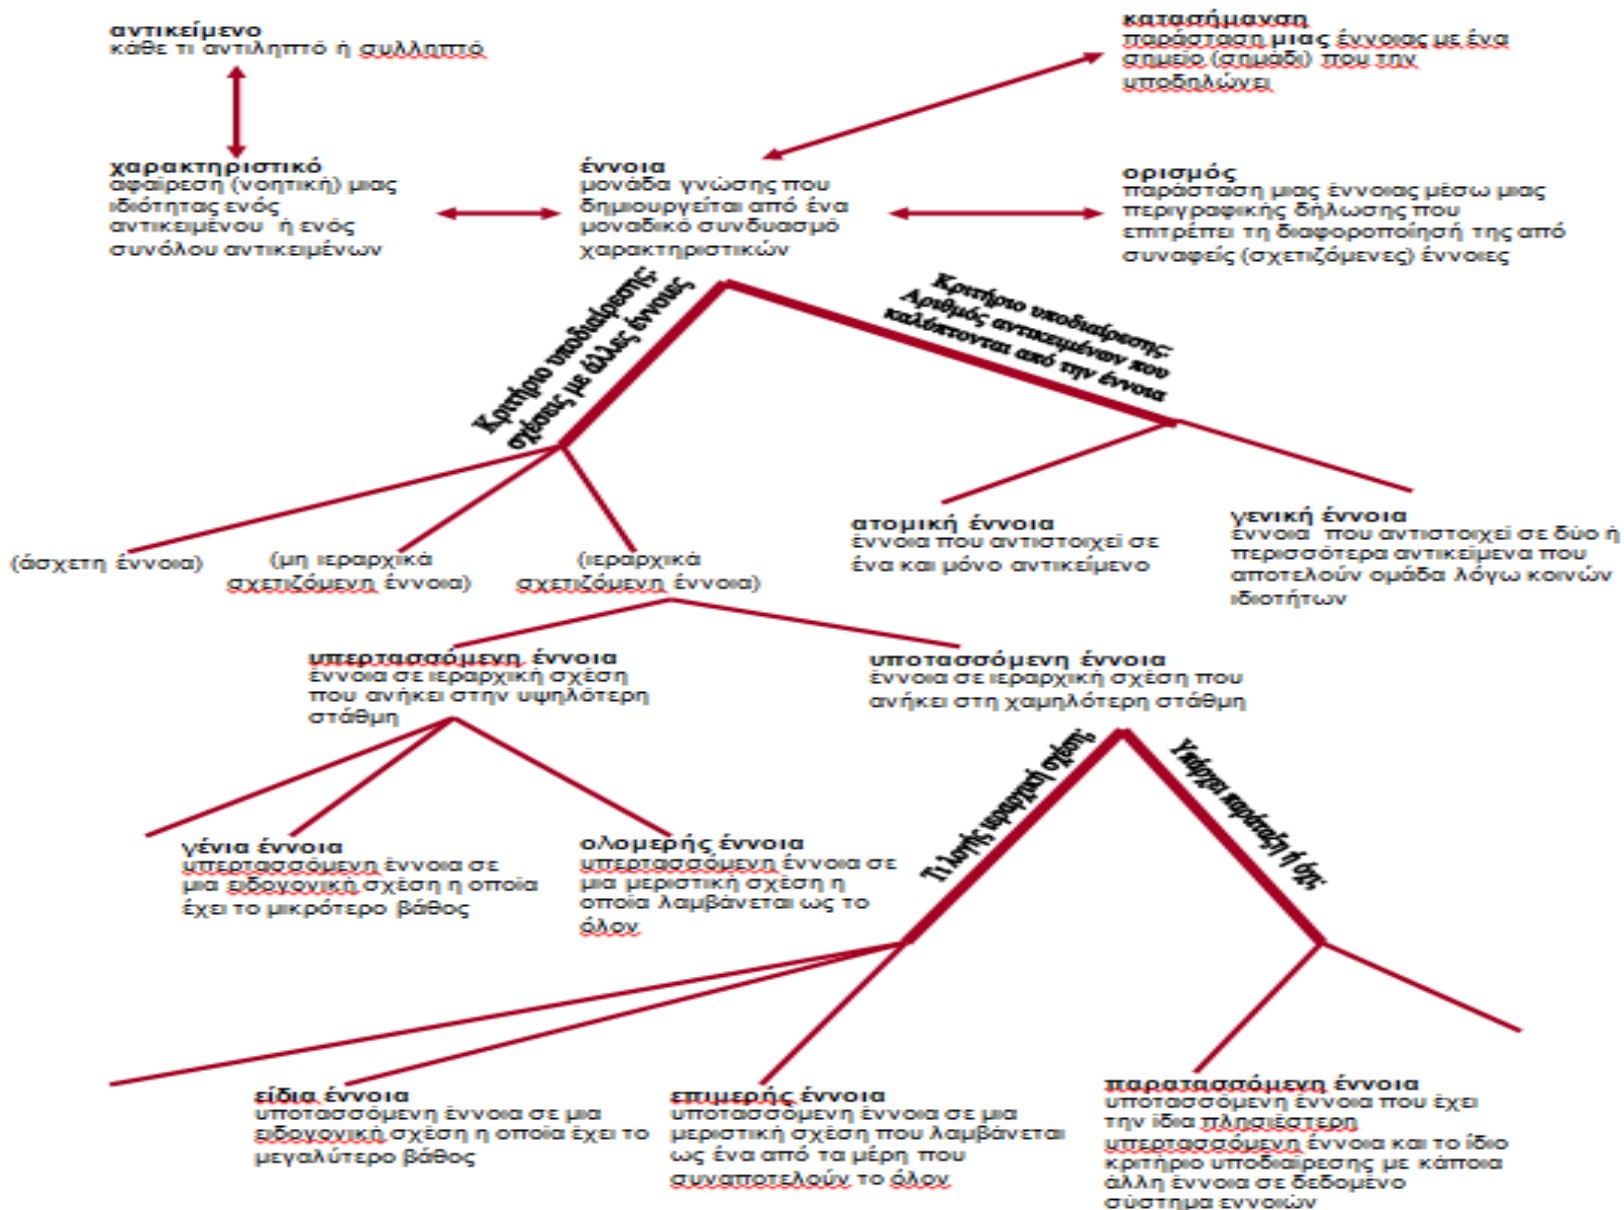 αντικείμενο
κάθε τι αντιληπτό ή συλληπτό
κατασήμανση
παράσταση μιας έννοιας με ένα
σημείο (σημάδι) που την
υποδηλώνει
χαρακτηριστικό
αφαίρεση (νοητική) μιας
ιδιότητας ενός
αντικειμένου ή ενός
συνόλου αντικειμένων
έννοια
μονάδα γνώσης που
δημιουργείται από ένα
μοναδικό συνδυασμό
χαρακτηριστικών
ορισμός
παράσταση μιας έννοιας μέσω μιας
περιγραφικής δήλωσης που
επιτρέπει τη διαφοροποίησή της από
συναφείς (σχετιζόμενες) έννοιες
Κριτήριο υποδιαίρεσης:
σχέσεις με άλλες έννοιες
Κριτήριο υποδιαίρεσης:
Αριθμός αντικειμένων που
καλύπτονται από την έννοια
(άσχετη έννοια)
(μη ιεραρχικά
σχετιζόμενη έννοια)
(ιεραρχικά
σχετιζόμενη έννοια)
ατομική έννοια
έννοια που αντιστοιχεί σε
ένα και μόνο αντικείμενο
γενική έννοια
έννοια που αντιστοιχεί σε δύο ή
περισσότερα αντικείμενα που
αποτελούν ομάδα λόγω κοινών
ιδιοτήτων
υπερτασσόμενη έννοια
έννοια σε ιεραρχική σχέση
που ανήκει στην υψηλότερη
στάθμη
υποτασσόμενη έννοια
έννοια σε ιεραρχική σχέση που
ανήκει στη χαμηλότερη στάθμη
Τι λογής ιεραρχική σχέση;
Υπάρχει παράταξη ή όχι;
γένια έννοια
υπερτασσόμενη έννοια σε
μια ειδογονική σχέση η οποία
έχει το μικρότερο βάθος
ολομερής έννοια
υπερτασσόμενη έννοια σε
μια μεριστική σχέση η
οποία λαμβάνεται ως το
όλον
είδια έννοια
υποτασσόμενη έννοια σε μια
ειδογονική σχέση η οποία έχει το
μεγαλύτερο βάθος
επιμερής έννοια
υποτασσόμενη έννοια σε μια
μεριστική σχέση που λαμβάνεται
ως ένα από τα μέρη που
συναποτελούν το όλον
παρατασσόμενη έννοια
υποτασσόμενη έννοια που έχει
την ίδια πλησιέστερη
υπερτασσόμενη έννοια και το ίδιο
κριτήριο υποδιαίρεσης με κάποια
άλλη έννοια σε δεδομένο
σύστημα εννοιών